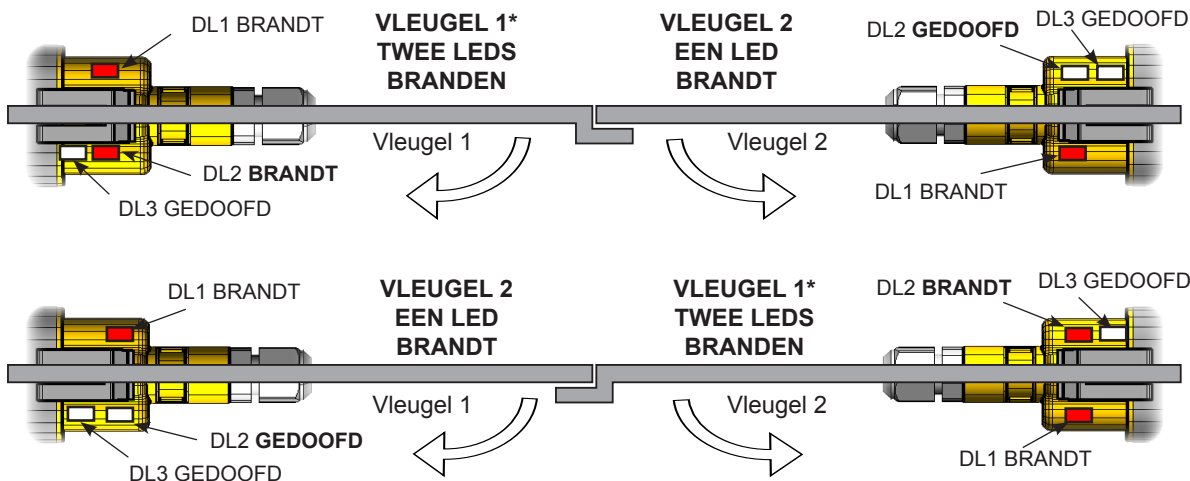 DL1 BRANDT
VLEUGEL 1*
TWEE LEDS
BRANDEN
VLEUGEL 2
EEN LED
BRANDT
DL2 GEDOOFD
DL3 GEDOOFD
Vleugel 1
Vleugel 2
DL2 BRANDT
DL3 GEDOOFD
DL1 BRANDT
DL1 BRANDT
VLEUGEL 2
EEN LED
BRANDT
VLEUGEL 1*
TWEE LEDS
BRANDEN
DL2 BRANDT
DL3 GEDOOFD
Vleugel 1
Vleugel 2
DL2 GEDOOFD
DL3 GEDOOFD
DL1 BRANDT